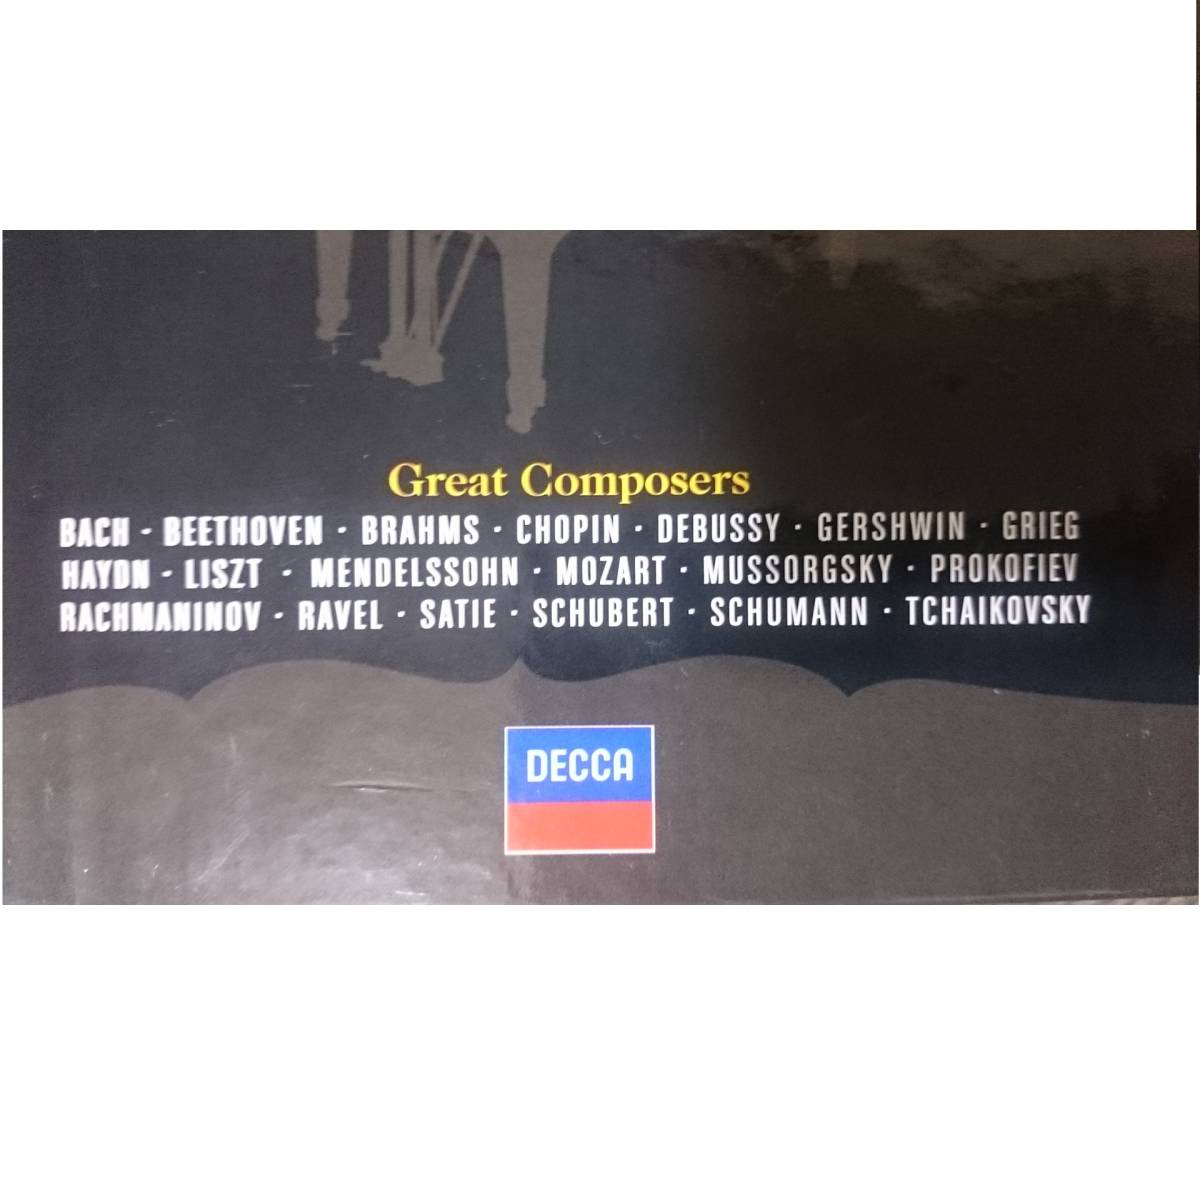 Great Composers
BACH · BEETHOVEN · BRAHMS · CHOPIN · DEBUSSY · GERSHWIN · GRIEG
HAYDN · LISZT · MENDELSSOHN · MOZART · MUSSORGSKY · PROKOFIEV
RACHMANINOV · RAVEL · SATIE · SCHUBERT · SCHUMANN · TCHAIKOVSKY
DECCA